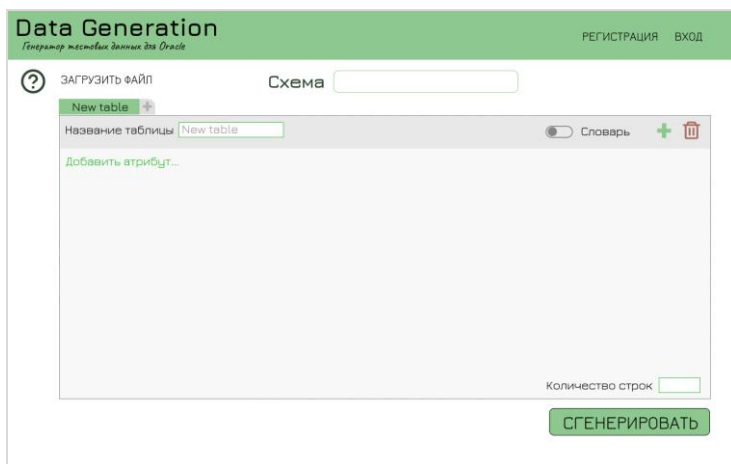 Data Generation
Генератор тестовых данных для Oracle
РЕГИСТРАЦИЯ ВХОД
?
ЗАГРУЗИТЬ ФАЙЛ
Схема
New table +
Название таблицы New table
Словарь
Добавить атрибут...
Количество строк
СГЕНЕРИРОВАТЬ